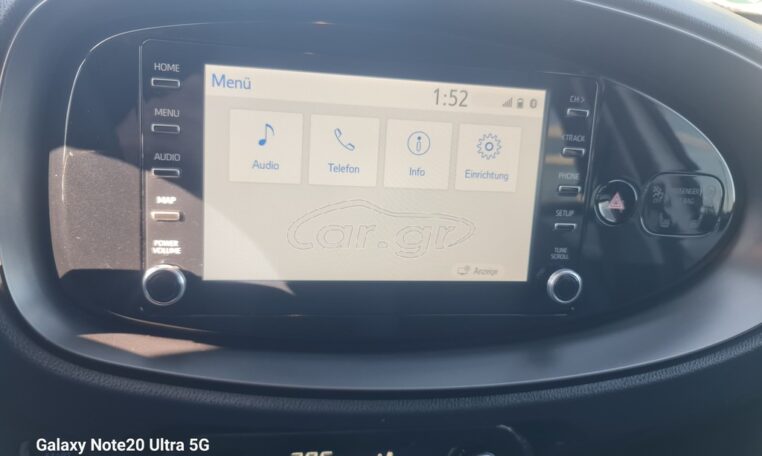 HOME
MENU
AUDIO
MAP
POWER
VOLUME
Menü
1:52
Audio
Telefon
Info
Einrichtung
car.gr
Anzeige
CH >
TRACK
PHONE
SETUP
TUNE
SCROLL
PASSENGER
Galaxy Note20 Ultra 5G